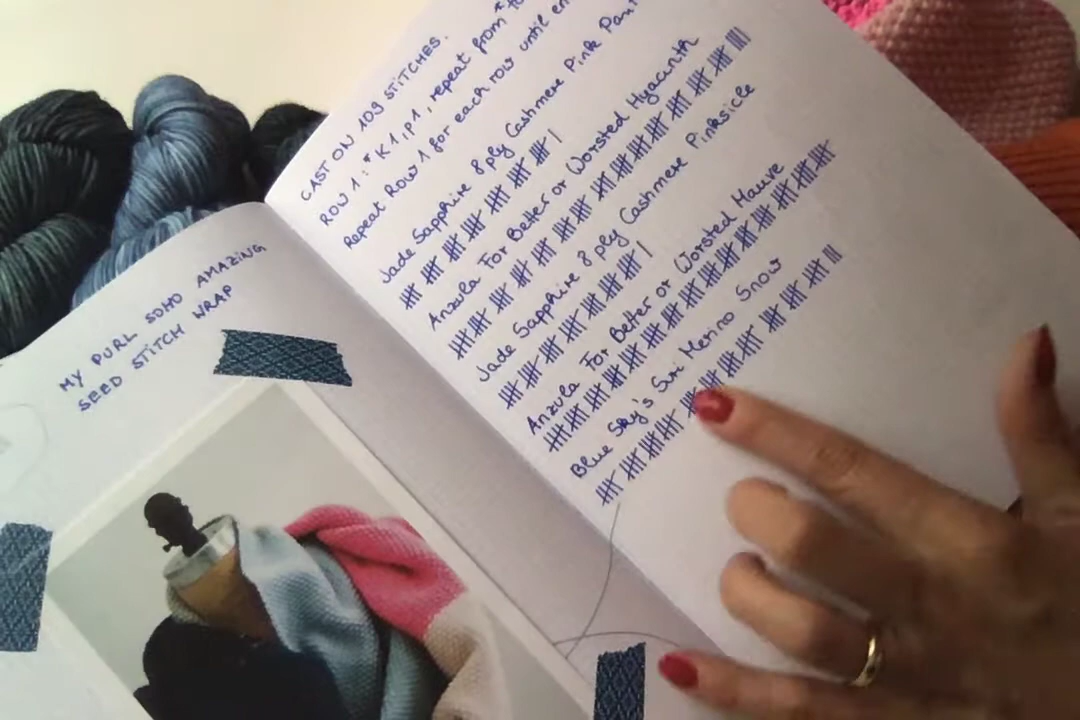 MY PURL SOHO AMAZING
SEED STITCH WRAP
CAST ON 109 STITCHES.
ROW 1: *K1, p1, repeat from *
Repeat Row 1 for each row until
Jade Sapphire 8 ply Cashmere Pink
Anzula For Better or Worsted Hyacinth
Jade Sapphire 8 ply Cashmere Pinksicle
Anzula For Better or Worsted Mauve
Blue Sky's Suri Merino Snow